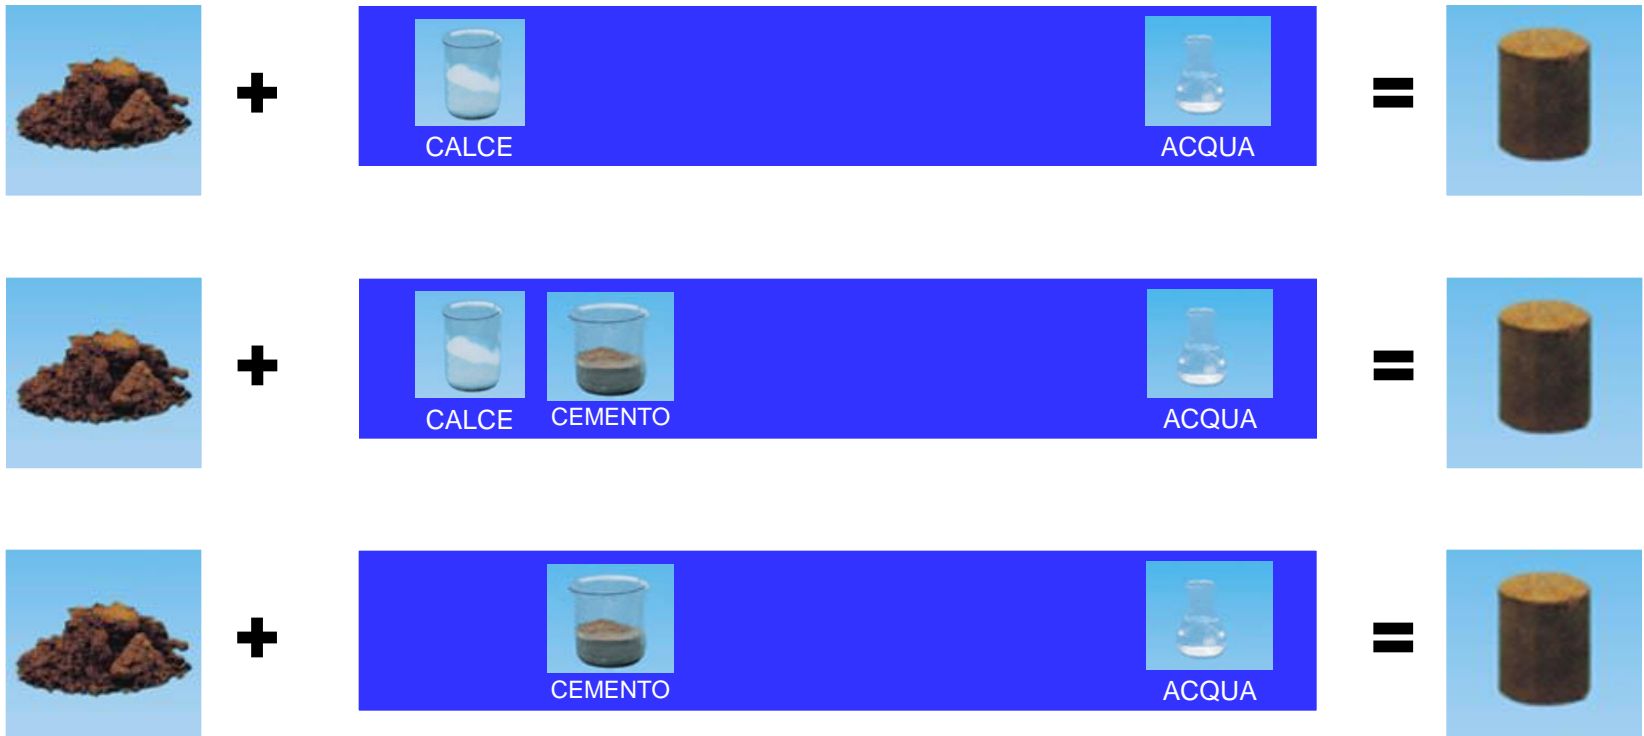 + = 
CALCE ACQUA
+ =
CALCE CEMENTO ACQUA
+ =
CEMENTO ACQUA